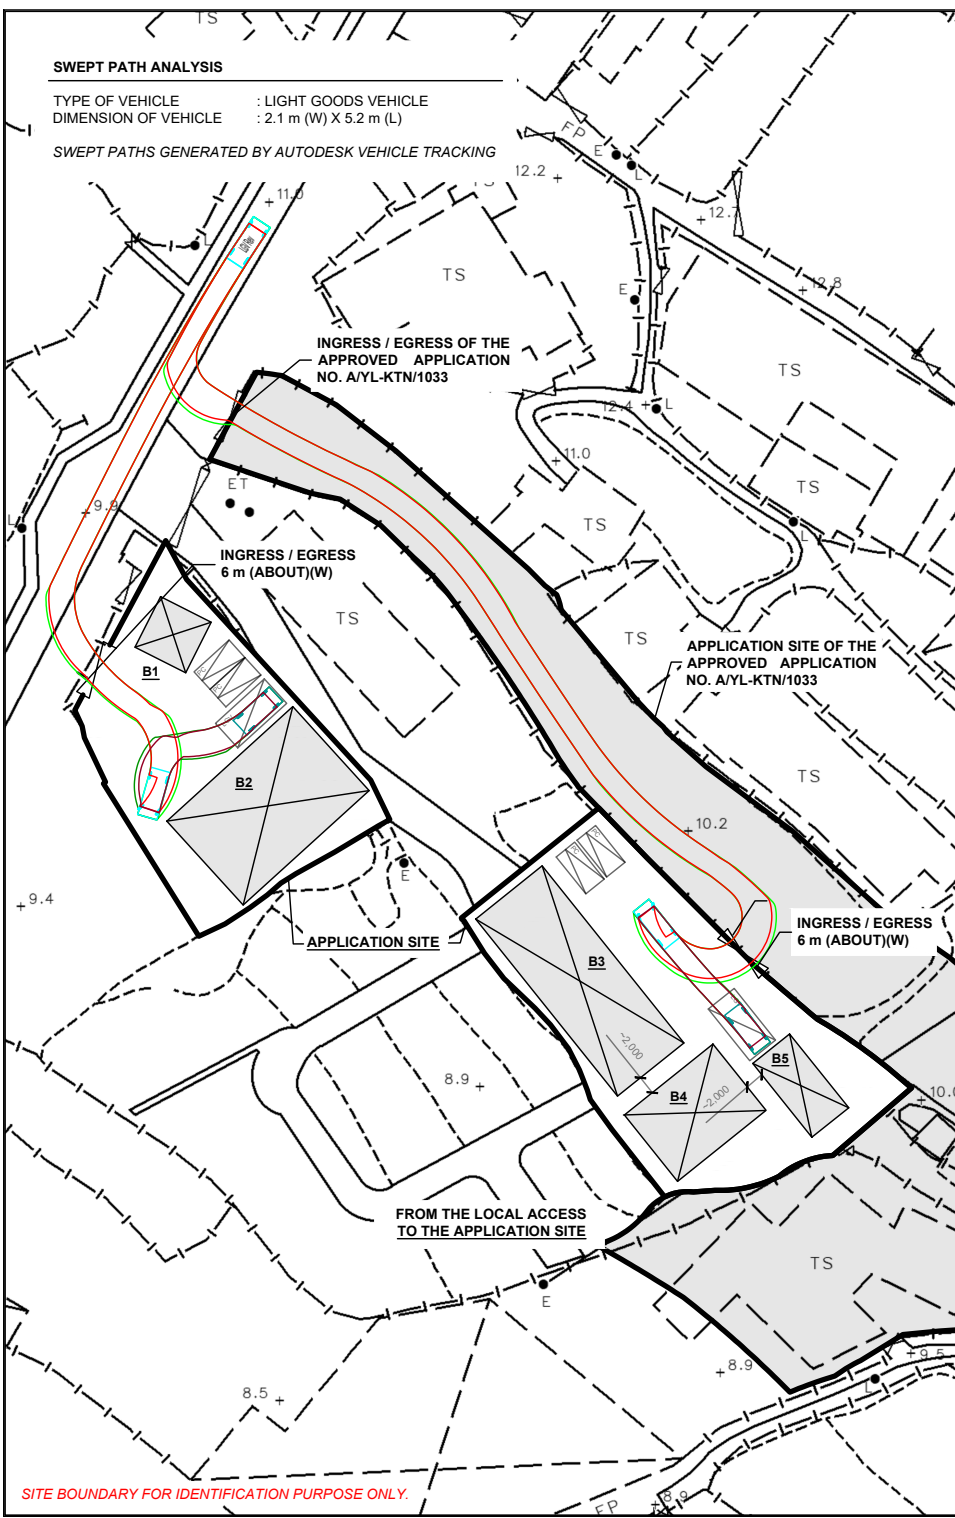 TS
SWEPT PATH ANALYSIS
TYPE OF VEHICLE : LIGHT GOODS VEHICLE
DIMENSION OF VEHICLE : 2.1 m (W) X 5.2 m (L)
SWEPT PATHS GENERATED BY AUTODESK VEHICLE TRACKING
FP
E
L
12.2
TS
11.0
12.7
L
TS
E
12.8
INGRESS / EGRESS OF THE
APPROVED APPLICATION
NO. A/YL-KTN/1033
TS
12.4
L
11.0
ET
TS
9.9
L
TS
L
INGRESS / EGRESS
6 m (ABOUT)(W)
TS
TS
APPLICATION SITE OF THE
APPROVED APPLICATION
NO. A/YL-KTN/1033
B1
B2
TS
10.2
E
9.4
INGRESS / EGRESS
6 m (ABOUT)(W)
APPLICATION SITE
B3
~2,000
B5
8.9
B4
~2,000
10.0
FROM THE LOCAL ACCESS
TO THE APPLICATION SITE
TS
E
9.5
8.9
L
8.5
SITE BOUNDARY FOR IDENTIFICATION PURPOSE ONLY.
8.9
FP